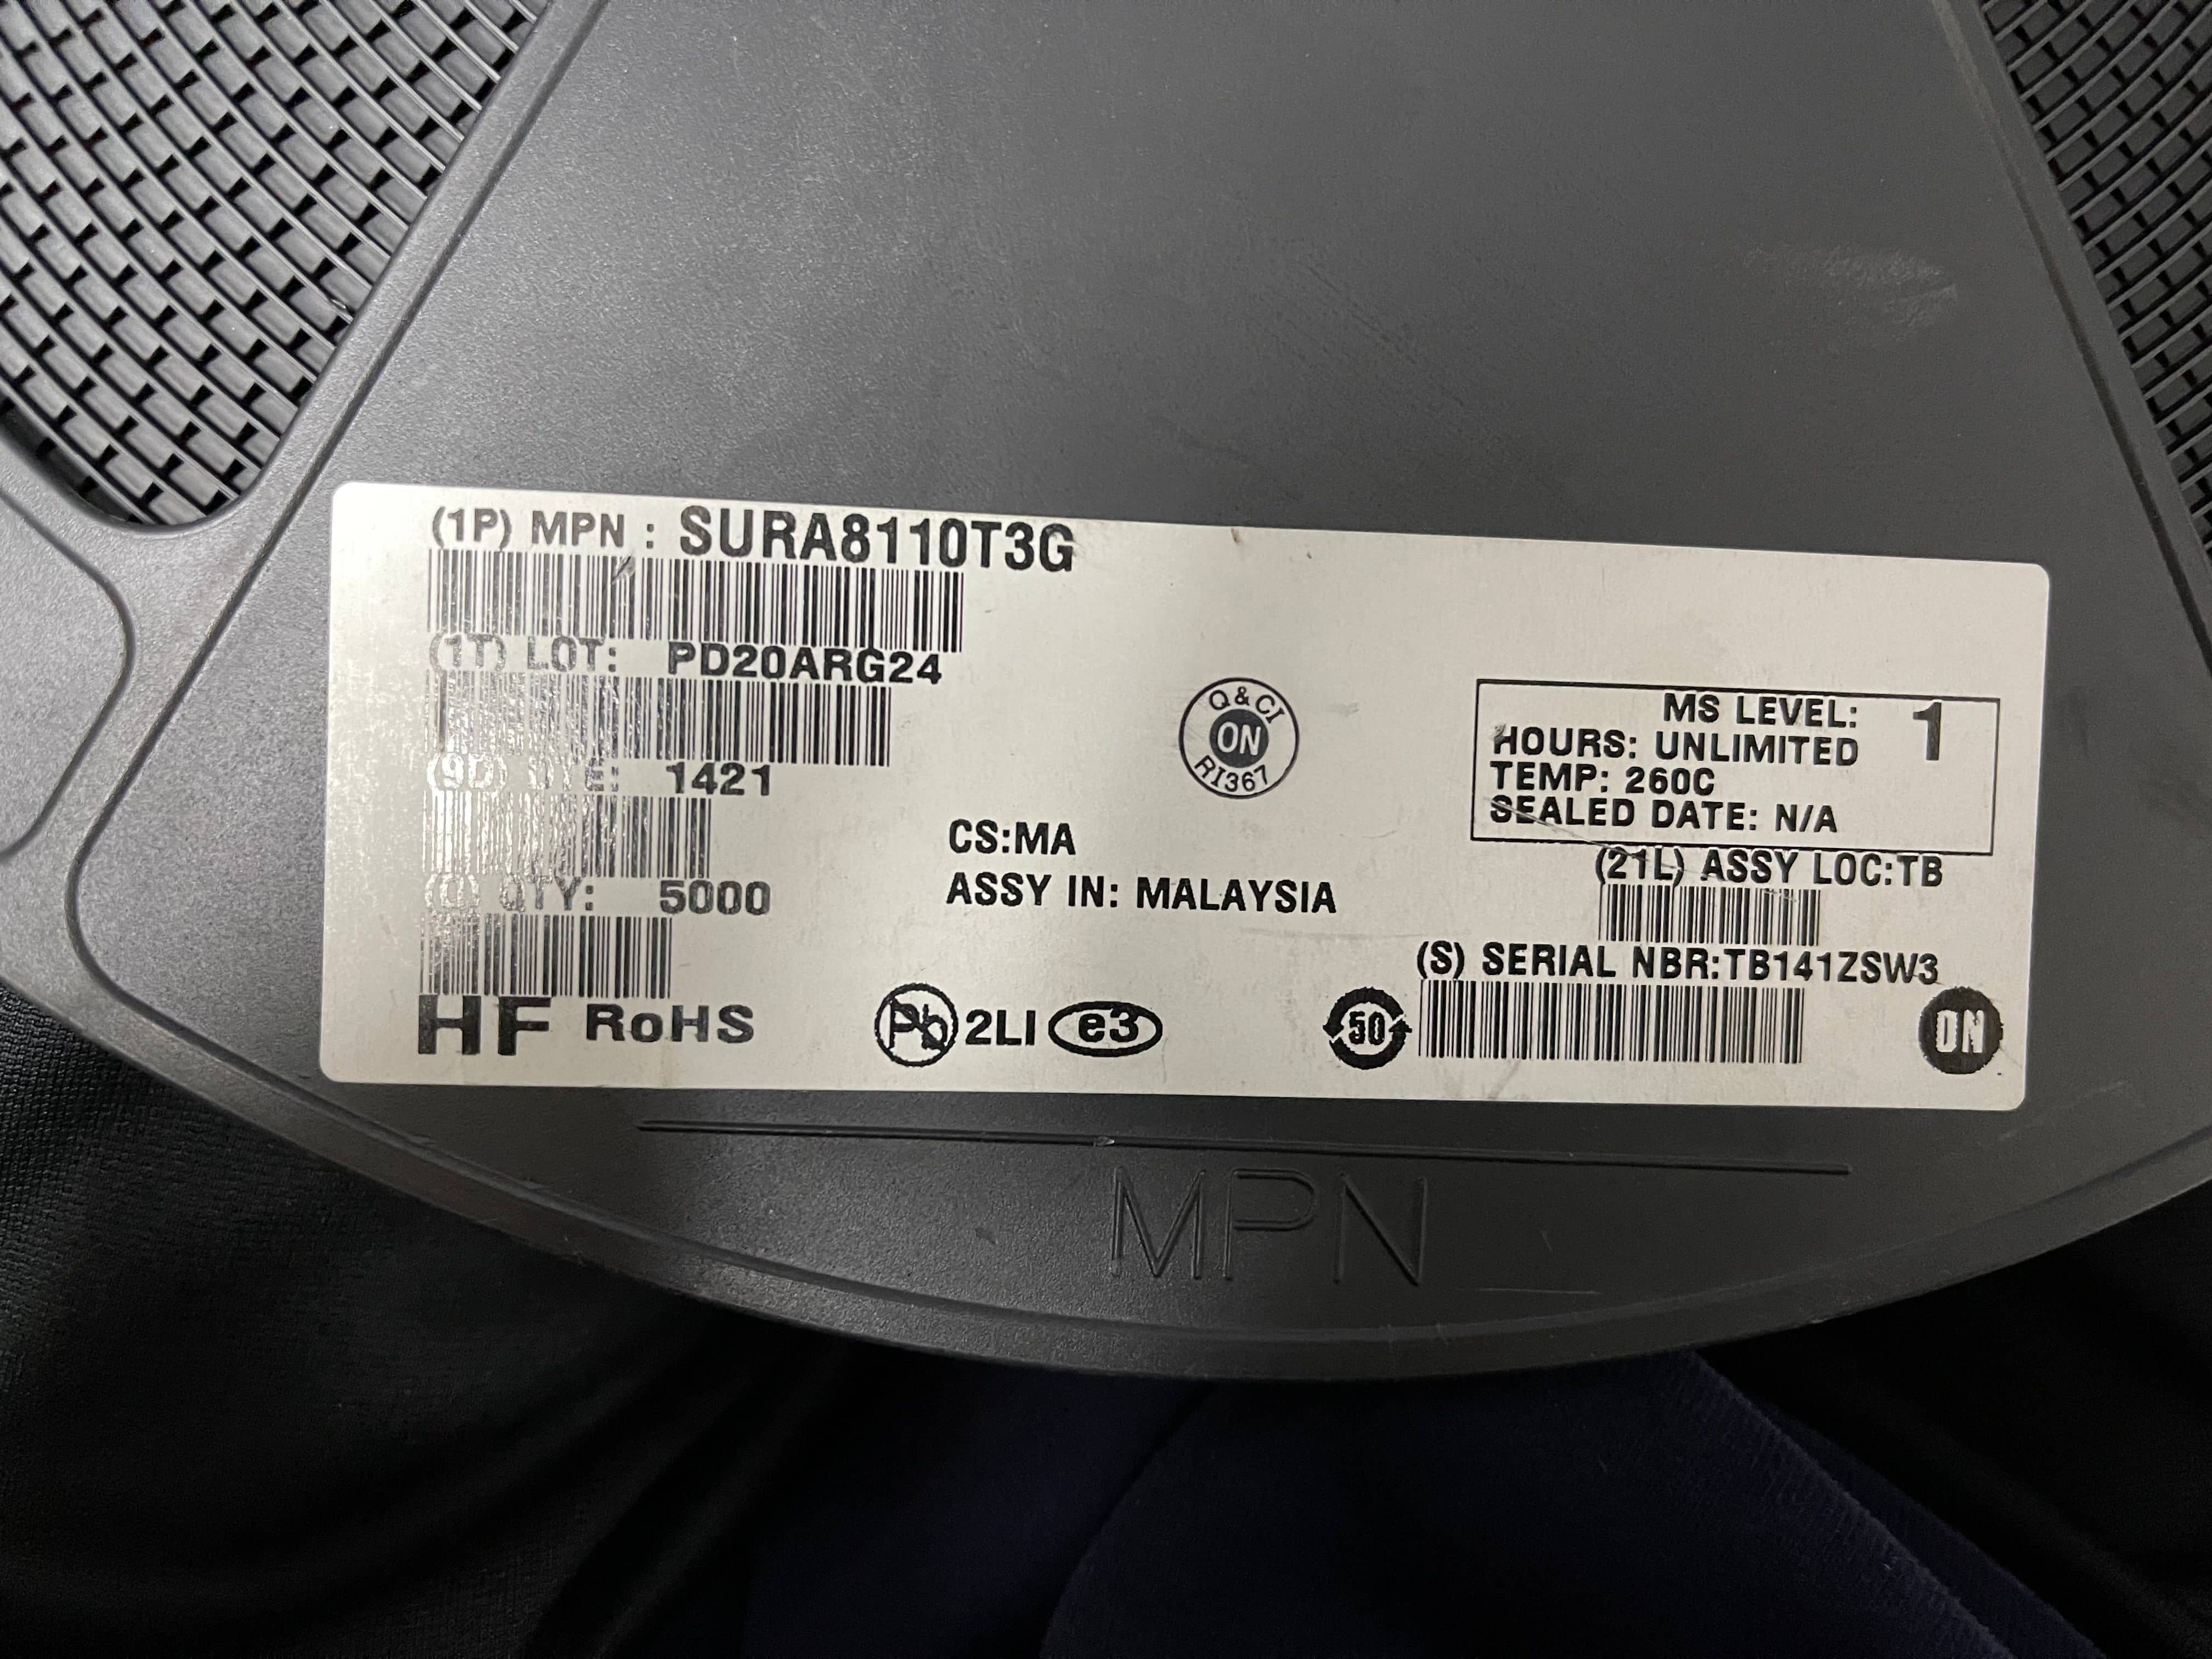 (1P) MPN : SURA8110T3G
(1T) LOT: PD20ARG24
(9D) DTE: 1421
(Q) QTY: 5000
HF RoHS
Q & CI
ON
RI367
CS:MA
ASSY IN: MALAYSIA
Pb 2LI e3
MS LEVEL: 1
HOURS: UNLIMITED
TEMP: 260C
SEALED DATE: N/A
(21L) ASSY LOC:TB
(S) SERIAL NBR:TB141ZSW3
50
ON
MPN